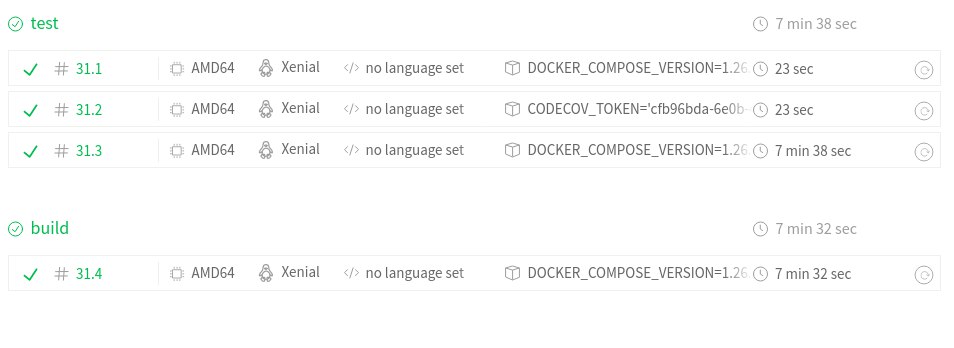 test 7 min 38 sec
# 31.1 AMD64 Xenial </> no language set DOCKER_COMPOSE_VERSION=1.26. 23 sec
# 31.2 AMD64 Xenial </> no language set CODECOV_TOKEN='cfb96bda-6e0b- 23 sec
# 31.3 AMD64 Xenial </> no language set DOCKER_COMPOSE_VERSION=1.26. 7 min 38 sec
build 7 min 32 sec
# 31.4 AMD64 Xenial </> no language set DOCKER_COMPOSE_VERSION=1.26. 7 min 32 sec